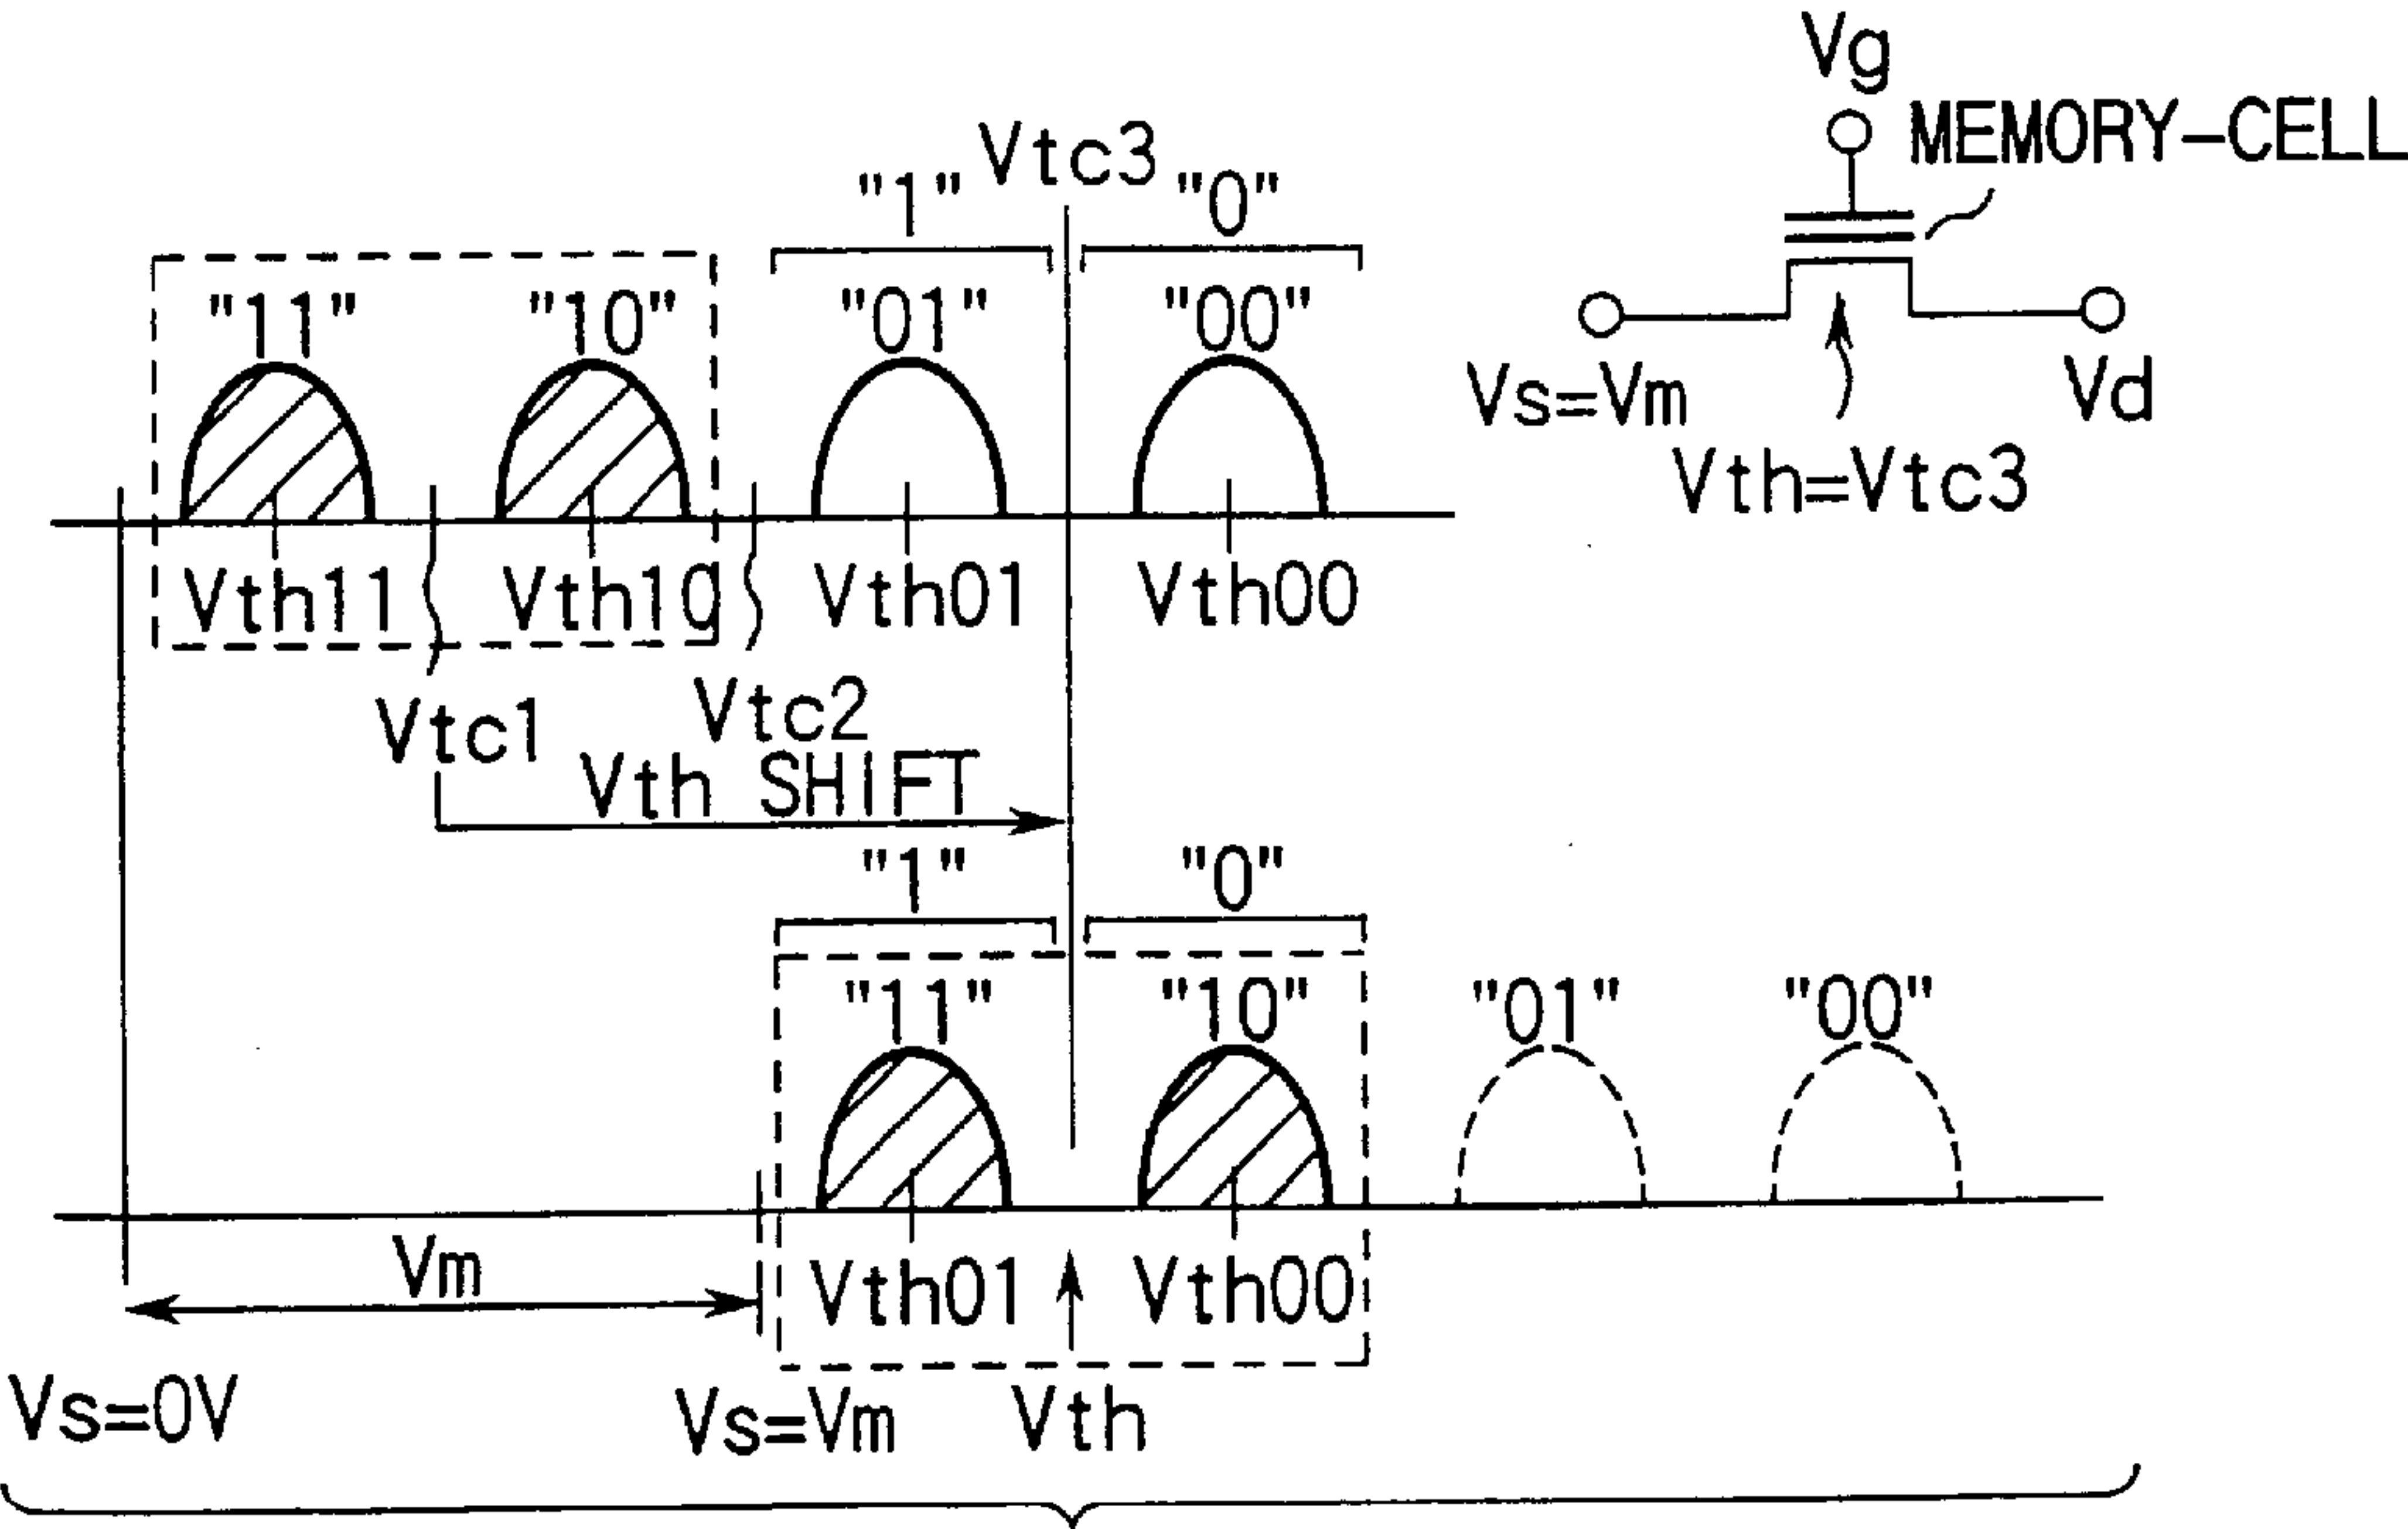 Vg
MEMORY-CELL
Vtc3
"1" "0"
"11" "10" "01" "00"
Vs=Vm Vd
Vth=Vtc3
Vth11 Vth10 Vth01 Vth00
Vtc1 Vtc2
Vth SHIFT
"1" "0"
"11" "10" "01" "00"
Vm Vth01 Vth00
Vs=0V Vs=Vm Vth